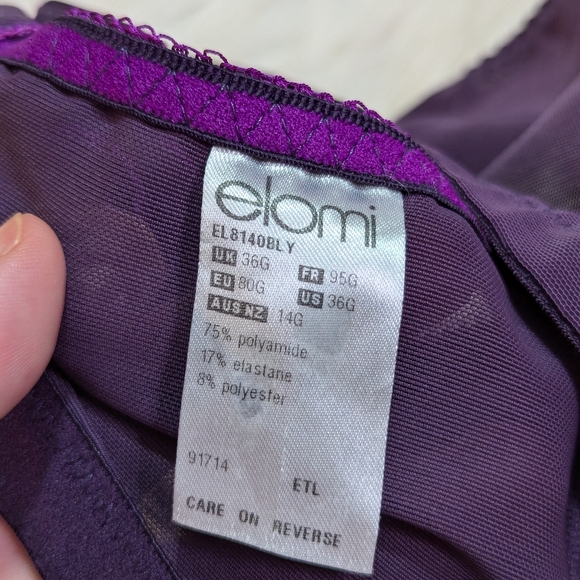 elomi
EL8140BLY
UK 36G FR 95G
EU 80G US 36G
AUS NZ 14G
75% polyamide
17% elastane
8% polyester
91714 ETL
CARE ON REVERSE